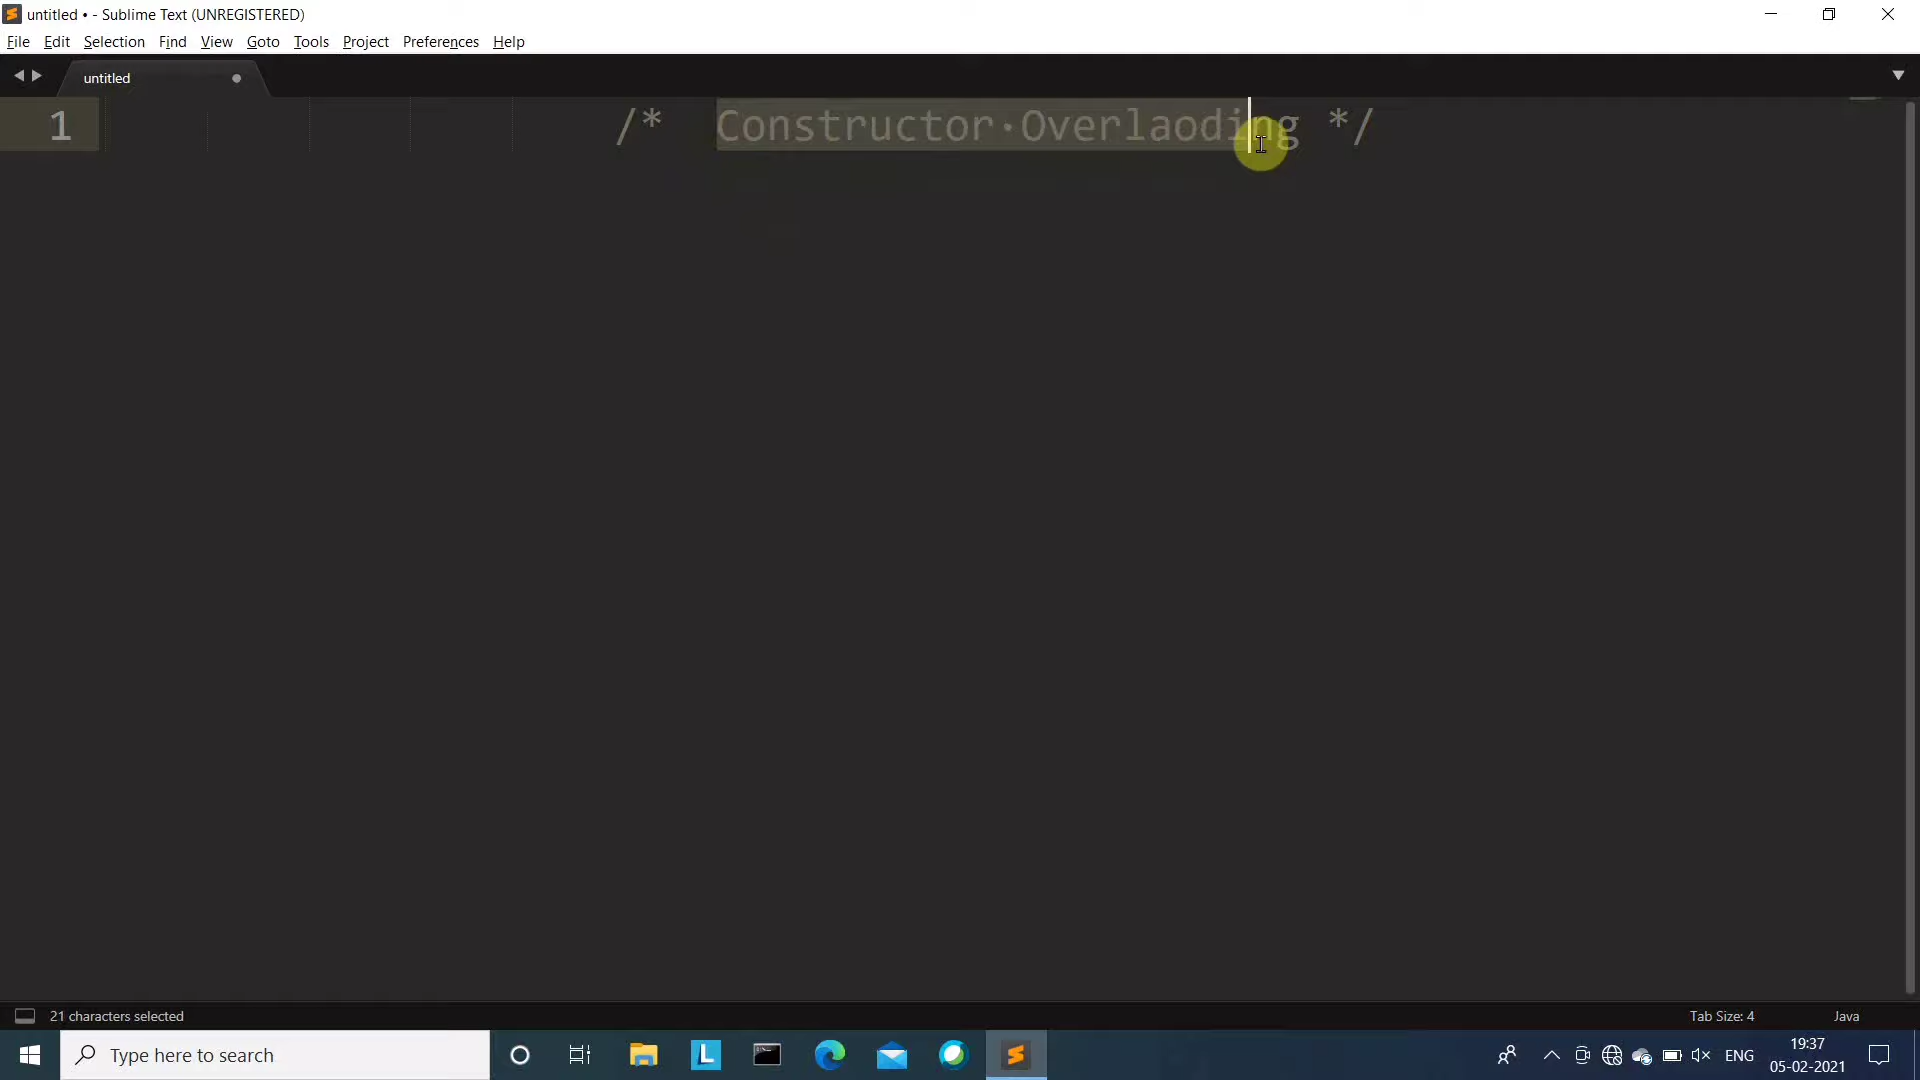 untitled • - Sublime Text (UNREGISTERED)
File Edit Selection Find View Goto Tools Project Preferences Help
untitled
1 /* Constructor·Overlaoding */
21 characters selected Tab Size: 4 Java
Type here to search L ENG 19:37
05-02-2021